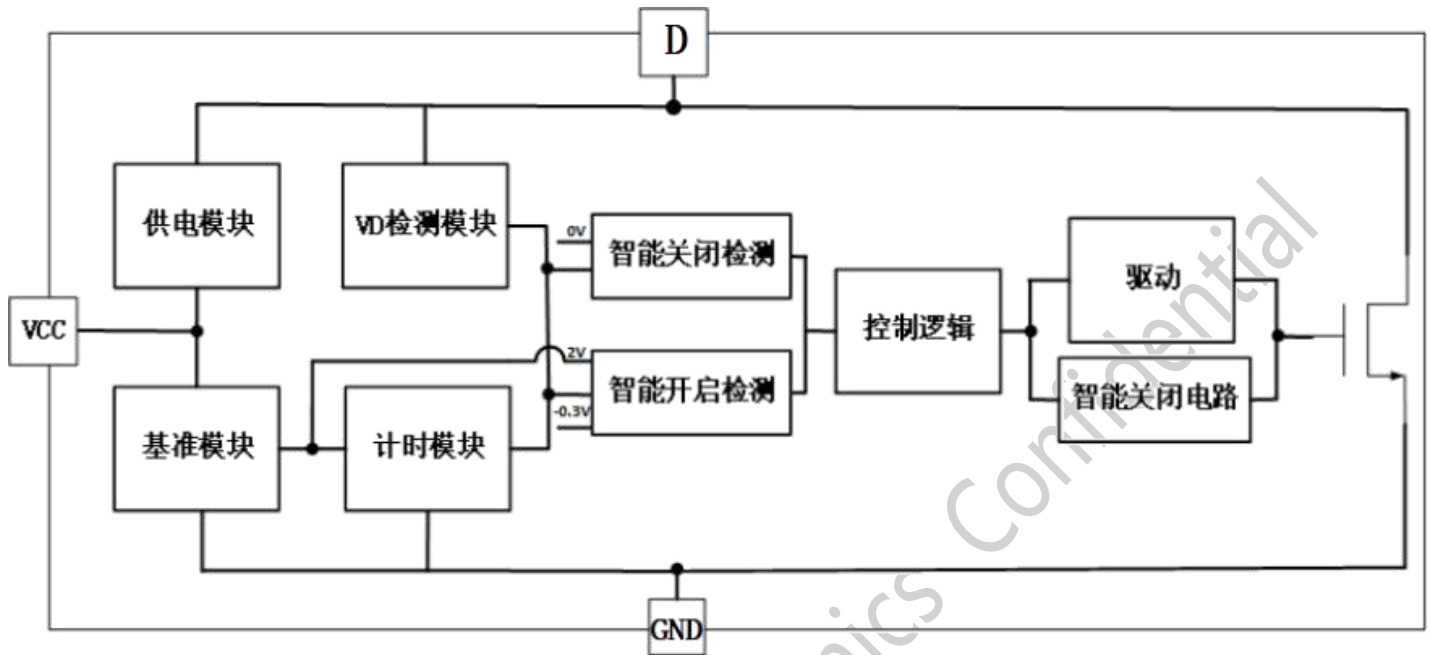 D
供电模块
VD检测模块
0V
智能关闭检测
驱动
VCC
控制逻辑
2V
智能开启检测
-0.3V
智能关闭电路
基准模块
计时模块
GND
nics Confidential